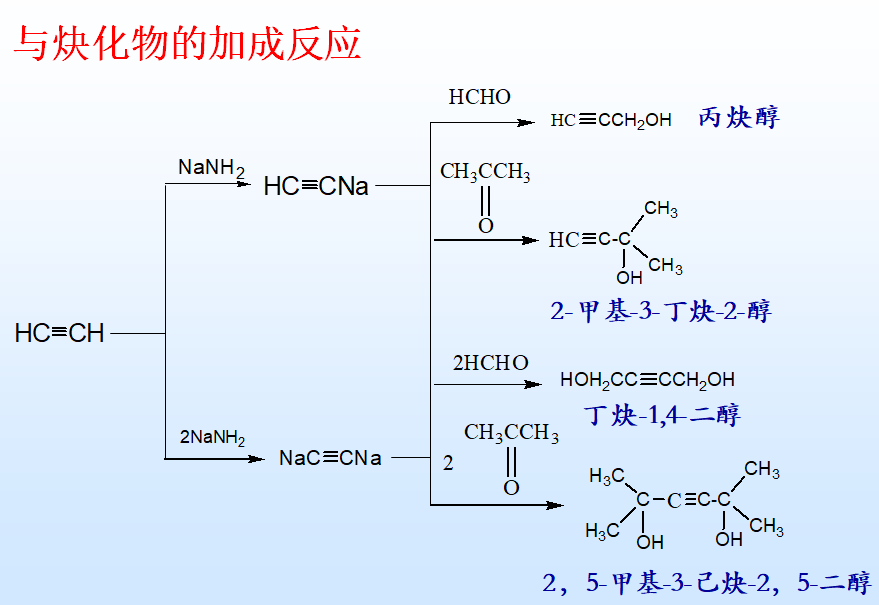 与炔化物的加成反应
HCHO
HC≡CCH₂OH 丙炔醇
NaNH₂
HC≡CNa
CH₃CCH₃
O
CH₃
HC≡C-C
CH₃
OH
2-甲基-3-丁炔-2-醇
HC≡CH
2HCHO
HOH₂CC≡CCH₂OH
丁炔-1,4-二醇
2NaNH₂
NaC≡CNa
2
CH₃CCH₃
O
H₃C
CH₃
C-C≡C-C
H₃C
CH₃
OH
OH
2，5-甲基-3-己炔-2，5-二醇